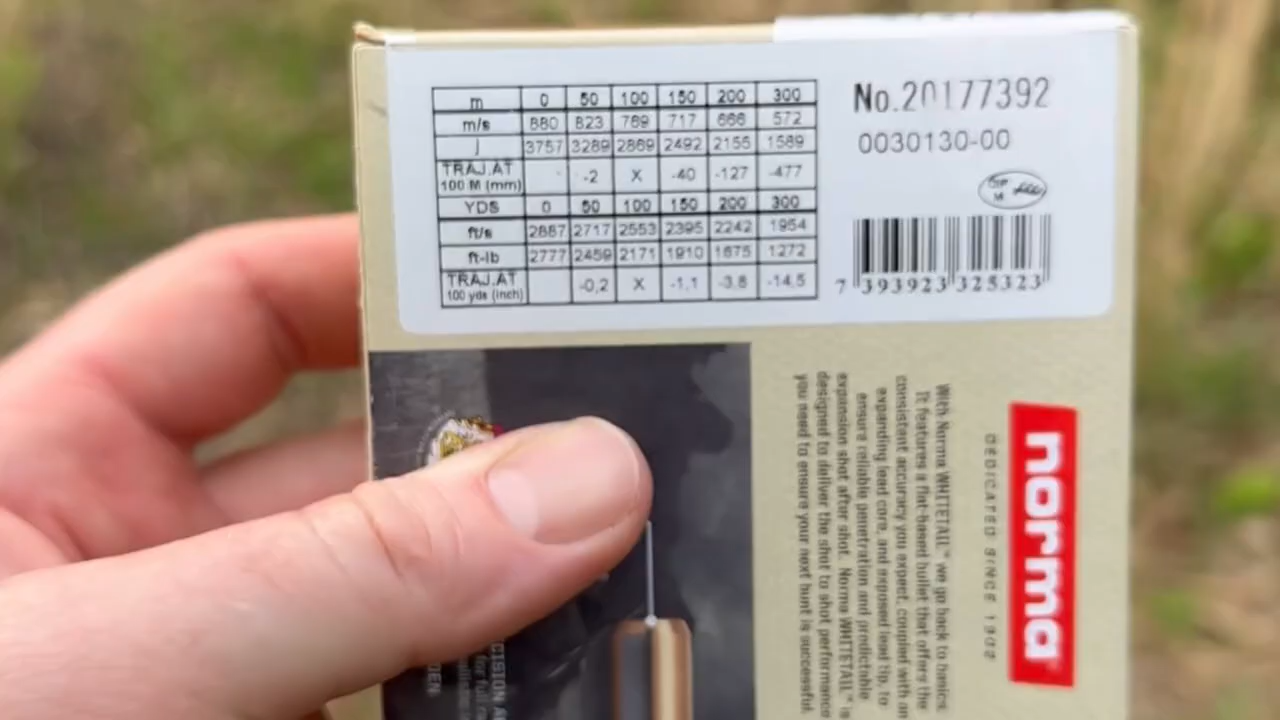 m 0 50 100 150 200 300
m/s 880 823 769 717 666 572
j 3757 3289 2869 2492 2155 1589
TRAJ.AT
100 M (mm) -2 X -40 -127 -477
YDS 0 50 100 150 200 300
ft/s 2887 2717 2553 2395 2242 1954
ft-lb 2777 2459 2171 1910 1675 1272
TRAJ.AT
100 yds (inch) -0,2 X -1,1 -3,8 -14,5
No.20177392
0030130-00
7 393923 325323
norma
DEDICATED SINCE 1902
With Norma WHITETAIL™ we go back to basics.
It features a flat based bullet that offers the
consistent accuracy you expect, coupled with an
expanding lead core, and exposed lead tip, to
ensure reliable penetration and predictable
expansion shot after shot. Norma WHITETAIL™ is
designed to deliver the shot to shot performance
you need to ensure your next hunt is successful.
CISION A
for full ra